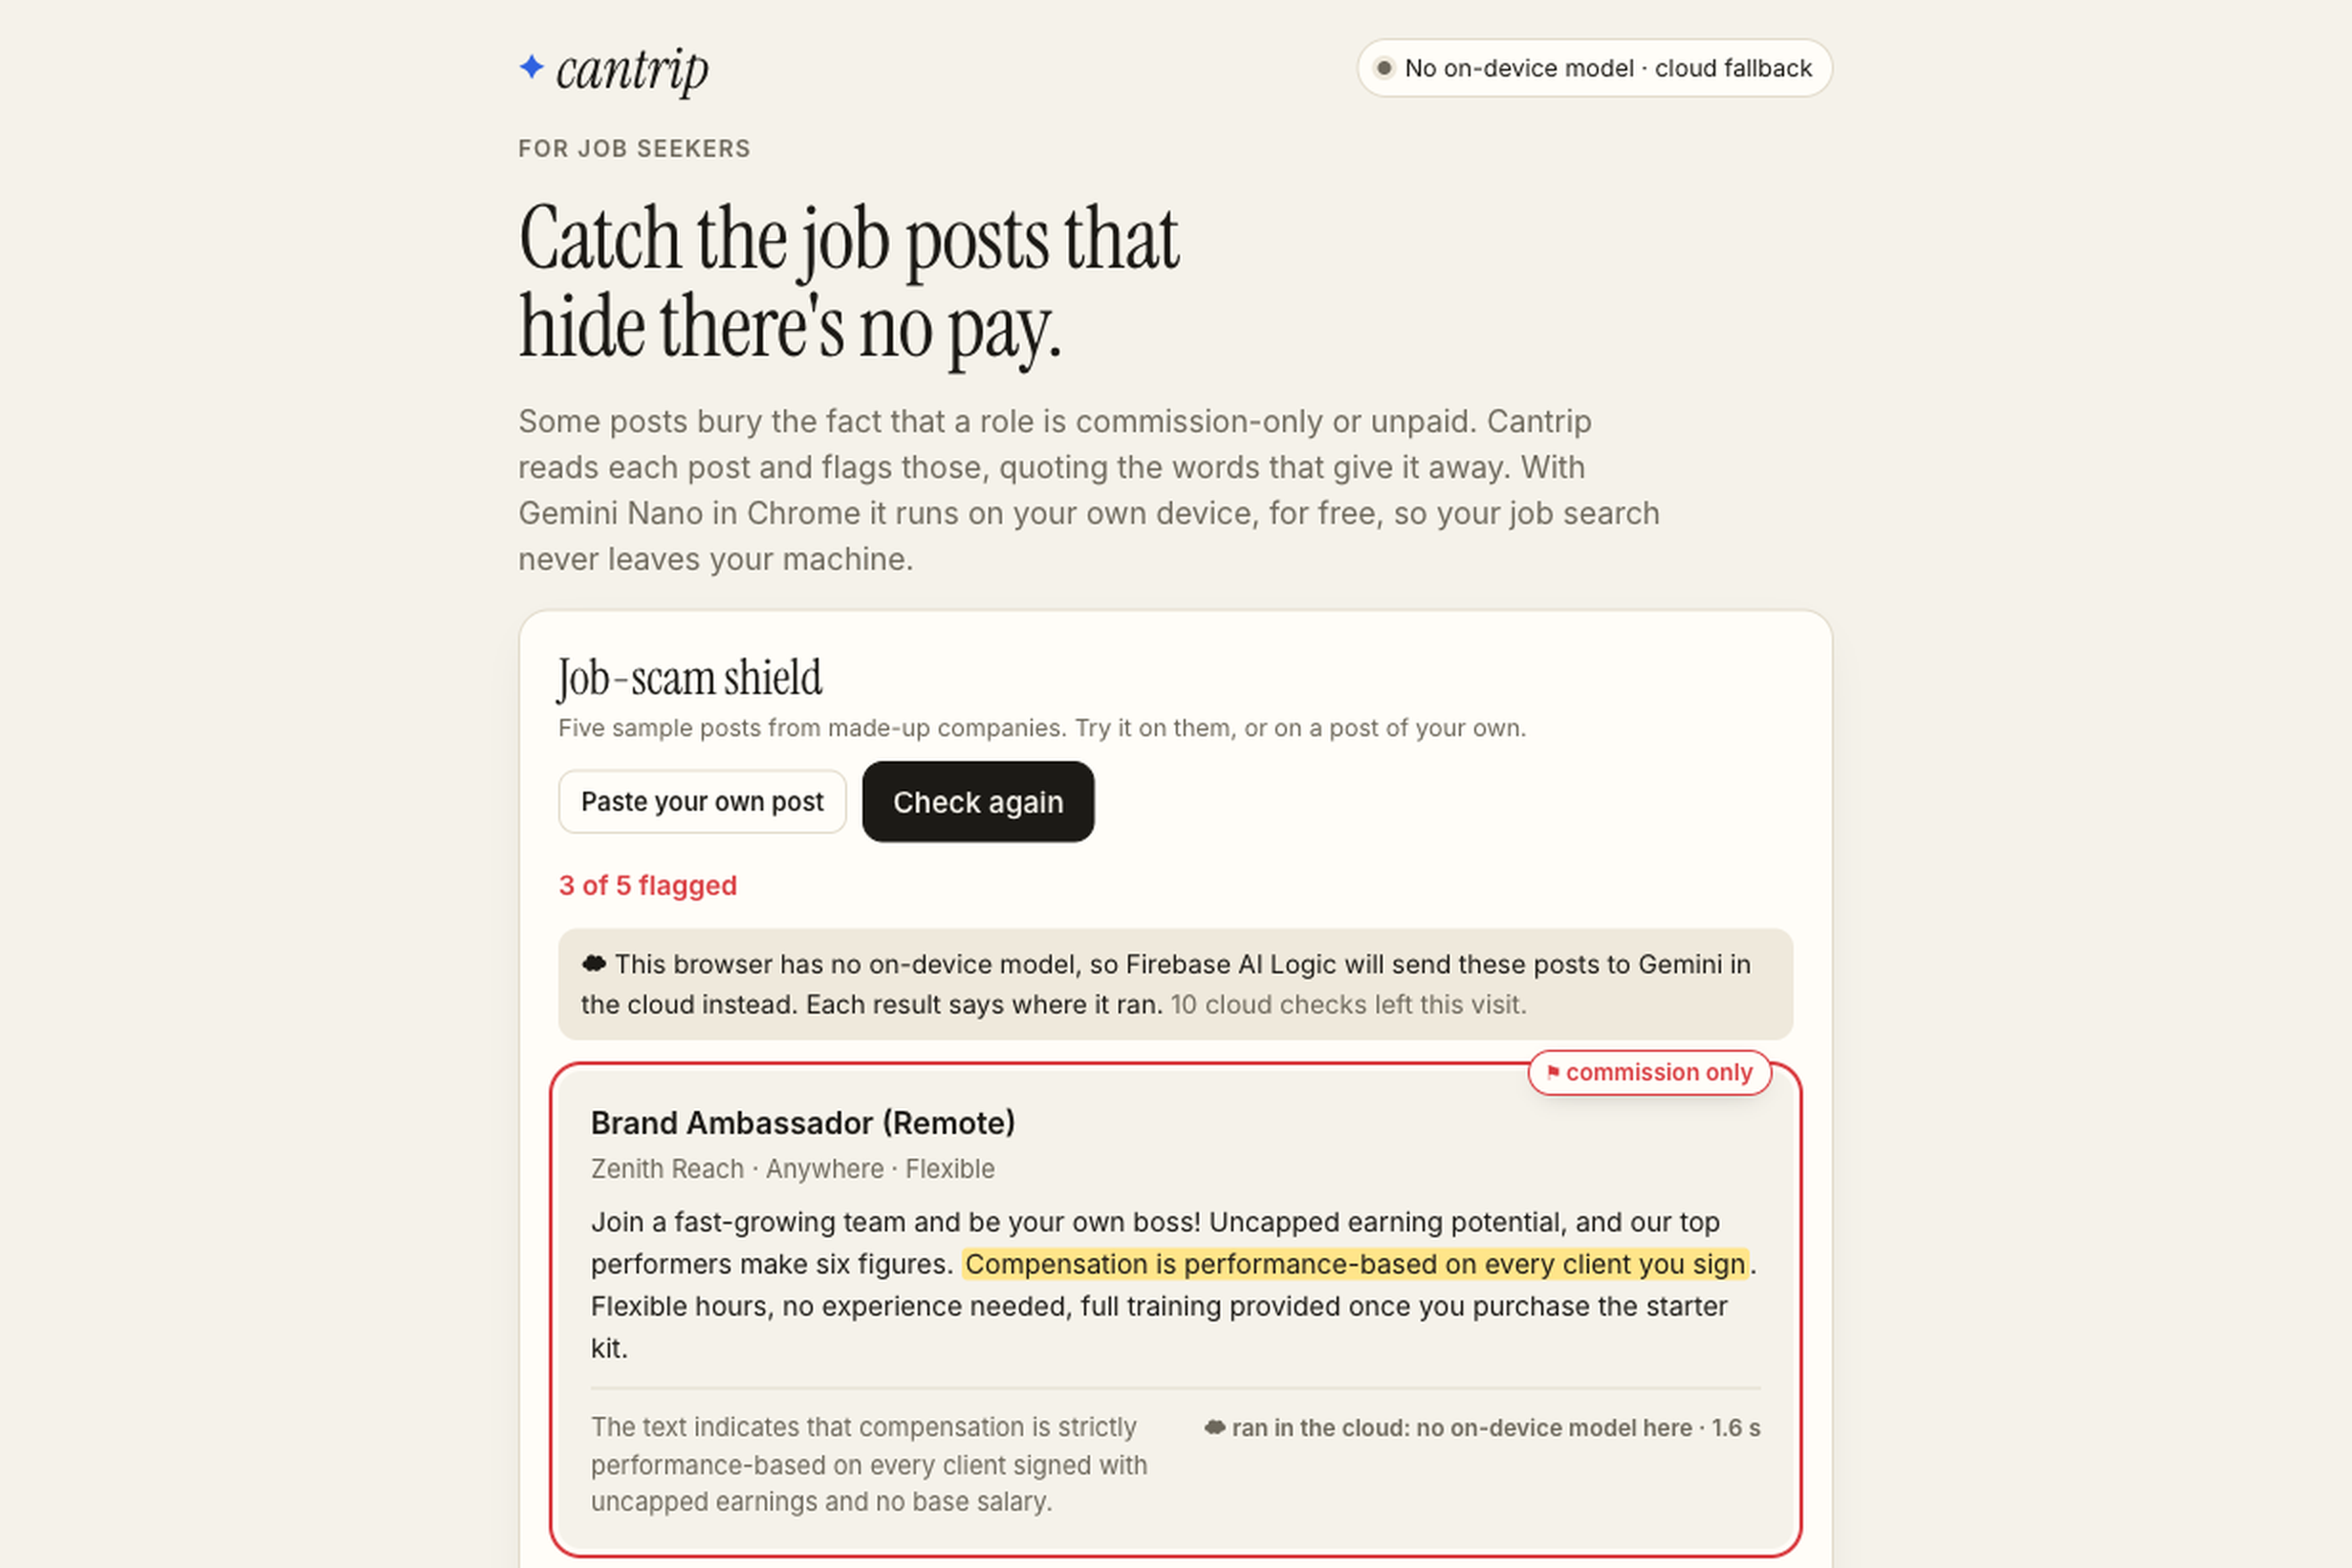 cantrip
No on-device model · cloud fallback
FOR JOB SEEKERS
Catch the job posts that
hide there's no pay.
Some posts bury the fact that a role is commission-only or unpaid. Cantrip
reads each post and flags those, quoting the words that give it away. With
Gemini Nano in Chrome it runs on your own device, for free, so your job search
never leaves your machine.
Job-scam shield
Five sample posts from made-up companies. Try it on them, or on a post of your own.
Paste your own post
Check again
3 of 5 flagged
This browser has no on-device model, so Firebase AI Logic will send these posts to Gemini in
the cloud instead. Each result says where it ran. 10 cloud checks left this visit.
commission only
Brand Ambassador (Remote)
Zenith Reach · Anywhere · Flexible
Join a fast-growing team and be your own boss! Uncapped earning potential, and our top
performers make six figures. Compensation is performance-based on every client you sign.
Flexible hours, no experience needed, full training provided once you purchase the starter
kit.
The text indicates that compensation is strictly
performance-based on every client signed with
uncapped earnings and no base salary.
ran in the cloud: no on-device model here · 1.6 s